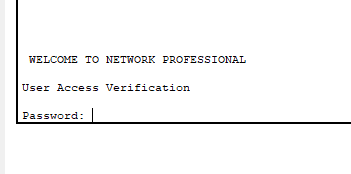 WELCOME TO NETWORK PROFESSIONAL
User Access Verification
Password: